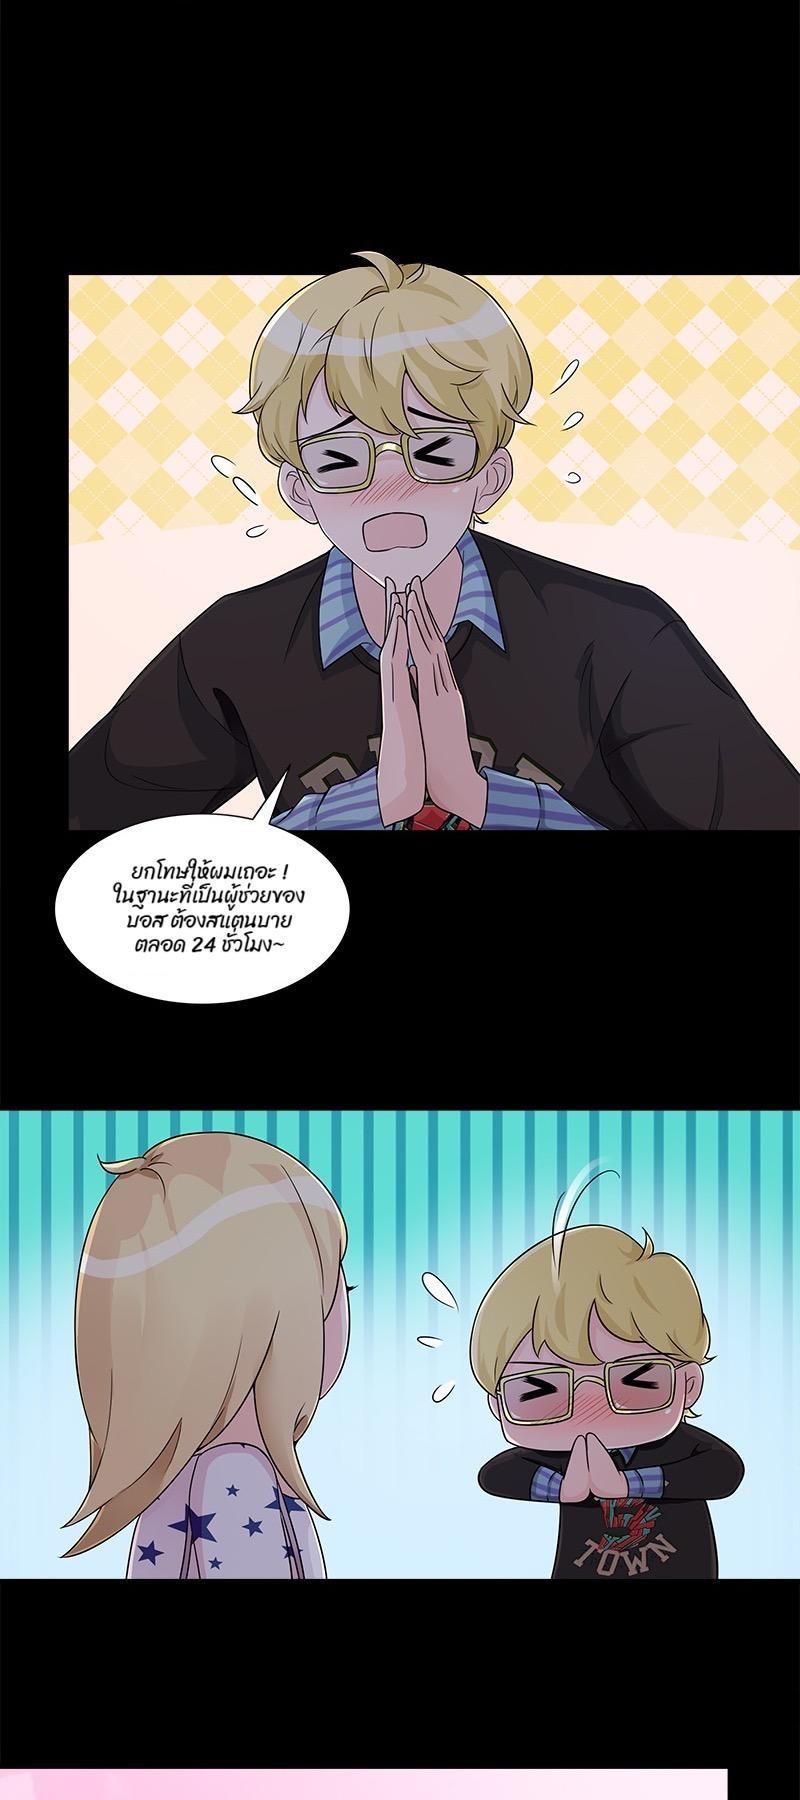 ยกโทษให้ผมเถอะ !
ในฐานะที่เป็นผู้ช่วยของ
บอส ต้องสแตนบาย
ตลอด 24 ชั่วโมง~
TOWN